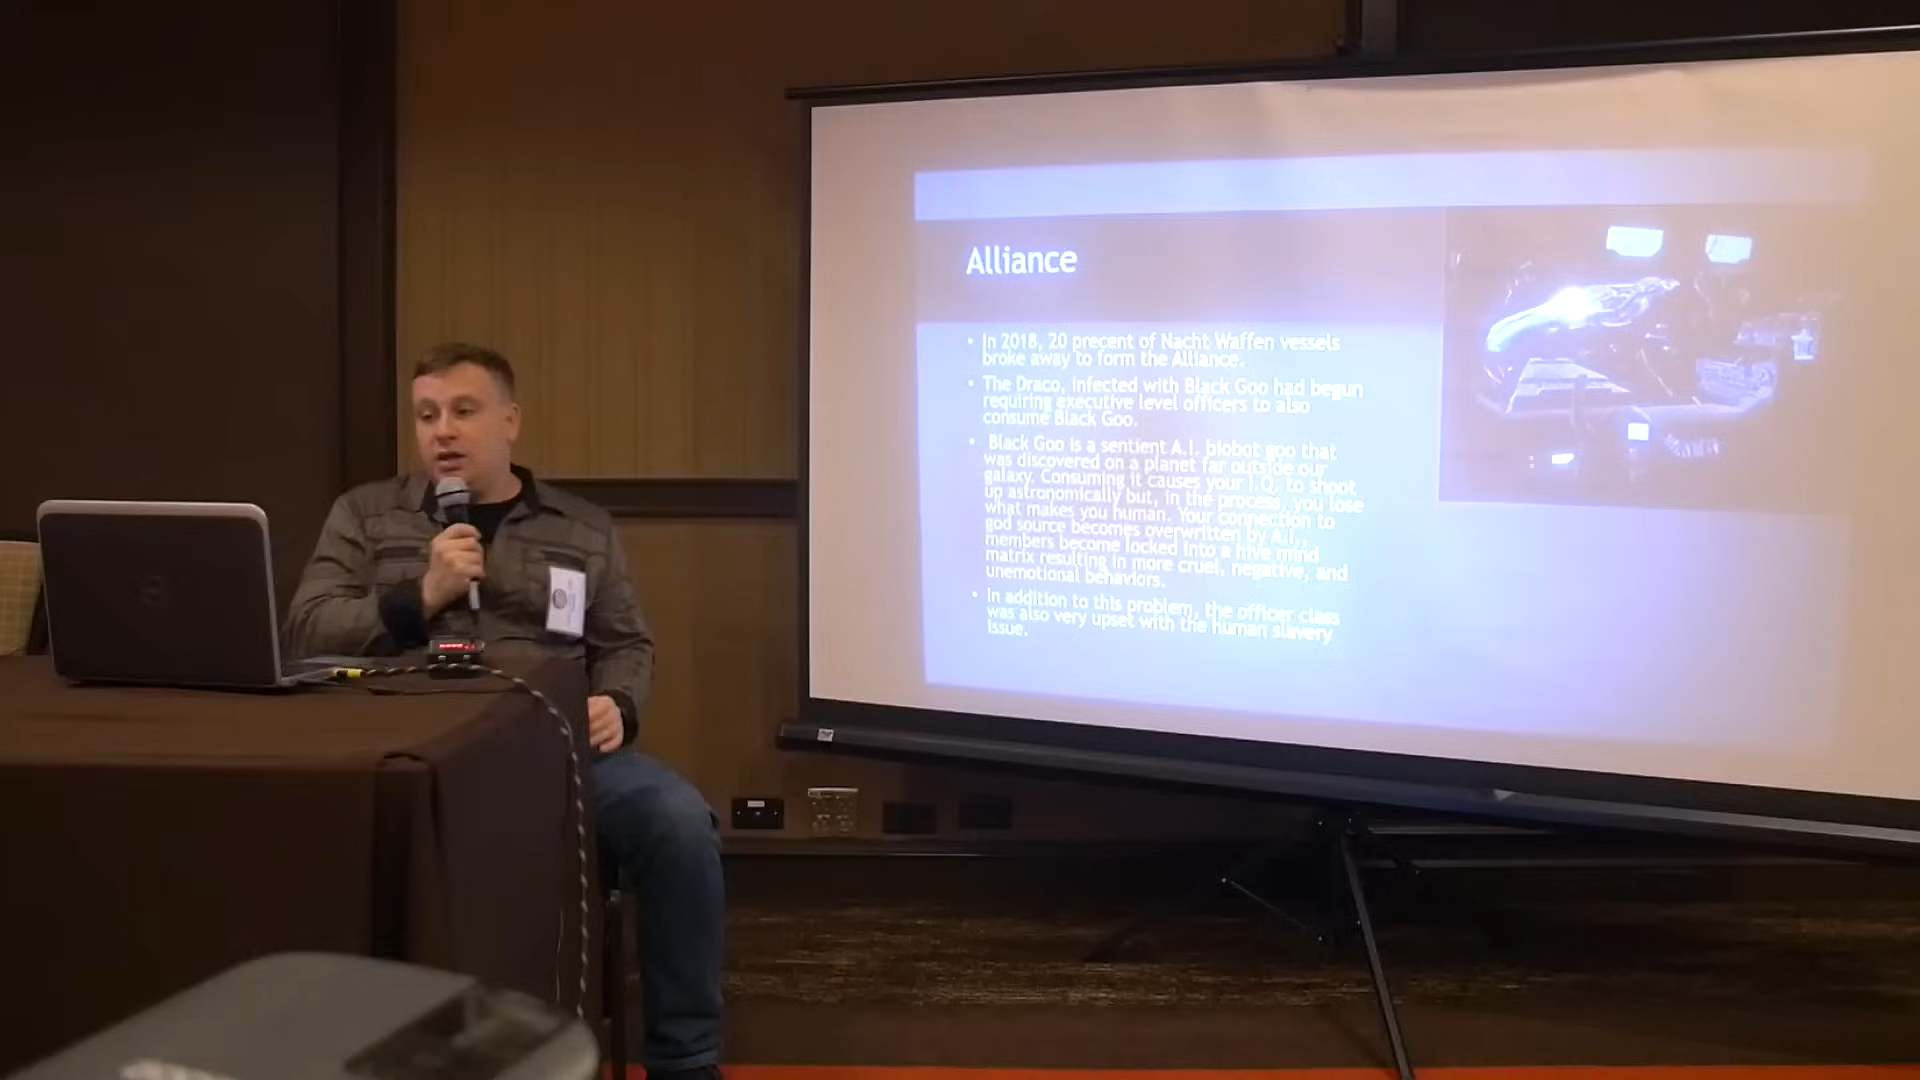 Alliance
• In 2018, 20 precent of Nacht Waffen vessels
broke away to form the Alliance.
• The Draco, infected with Black Goo had begun
requiring executive level officers to also
consume Black Goo.
• Black Goo is a sentient A.I. biobot goo that
was discovered on a planet far outside our
galaxy. Consuming it causes your I.Q. to shoot
up astronomically but, in the process, you lose
what makes you human. Your connection to
god source becomes overwritten by A.I.,
members become locked into a hive mind
matrix resulting in more cruel, negative, and
unemotional behaviors.
• In addition to this problem, the officer class
was also very upset with the human slavery
issue.